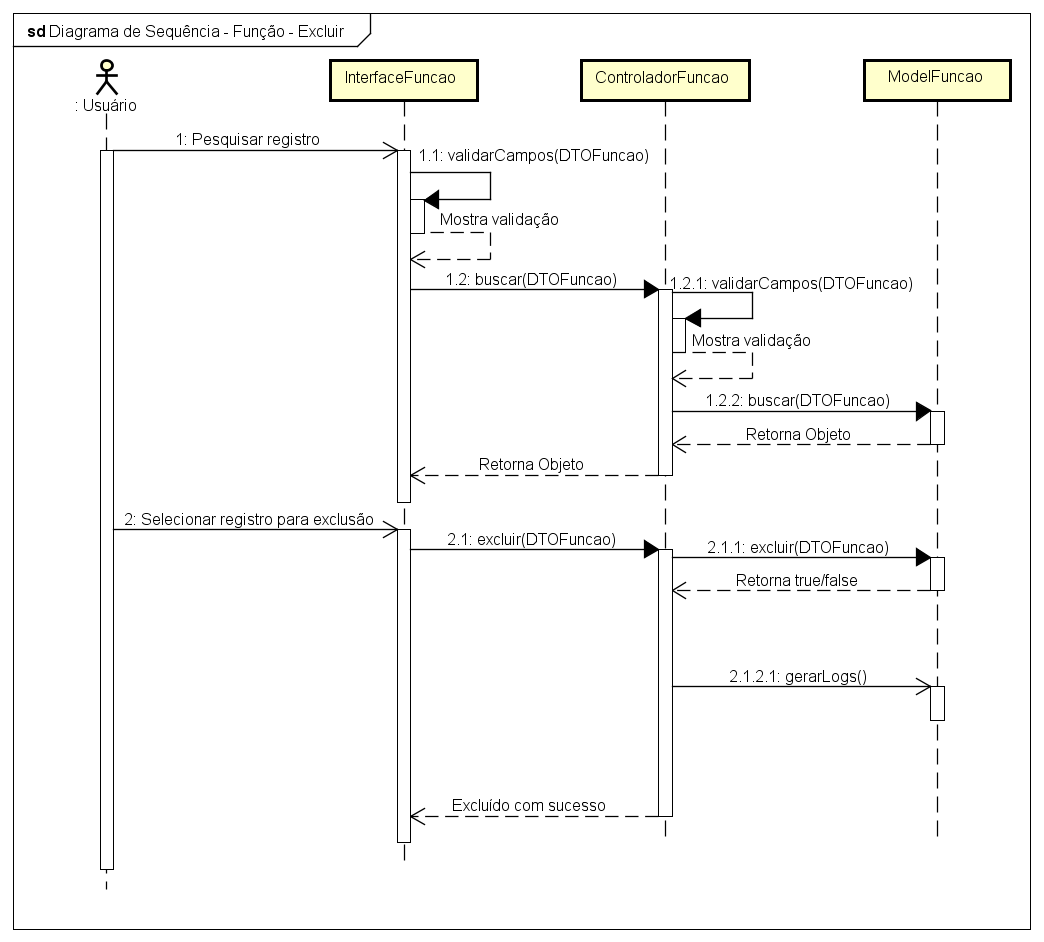 sd Diagrama de Sequência - Função - Excluir
: Usuário
InterfaceFuncao
ControladorFuncao
ModelFuncao
1: Pesquisar registro
1.1: validarCampos(DTOFuncao)
Mostra validação
1.2: buscar(DTOFuncao)
1.2.1: validarCampos(DTOFuncao)
Mostra validação
1.2.2: buscar(DTOFuncao)
Retorna Objeto
Retorna Objeto
2: Selecionar registro para exclusão
2.1: excluir(DTOFuncao)
2.1.1: excluir(DTOFuncao)
Retorna true/false
2.1.2.1: gerarLogs()
Excluído com sucesso